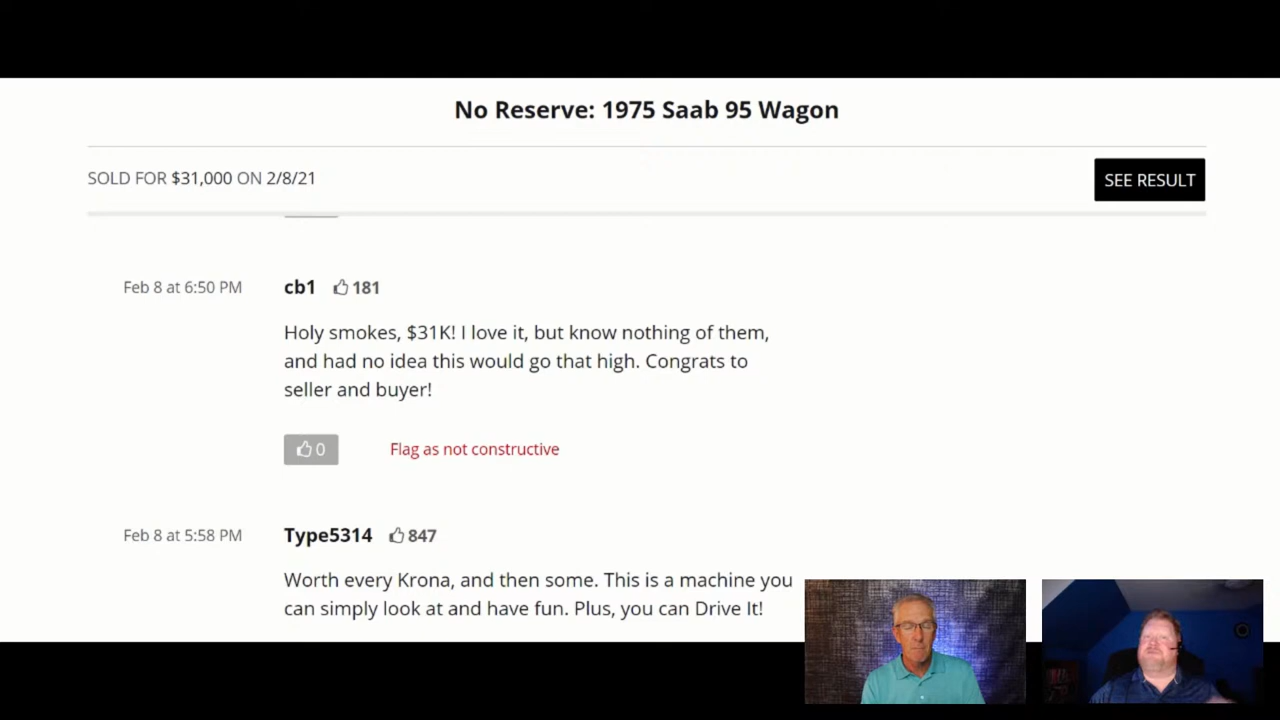 No Reserve: 1975 Saab 95 Wagon
SOLD FOR $31,000 ON 2/8/21
SEE RESULT
Feb 8 at 6:50 PM
cb1 181
Holy smokes, $31K! I love it, but know nothing of them,
and had no idea this would go that high. Congrats to
seller and buyer!
0
Flag as not constructive
Feb 8 at 5:58 PM
Type5314 847
Worth every Krona, and then some. This is a machine you
can simply look at and have fun. Plus, you can Drive It!